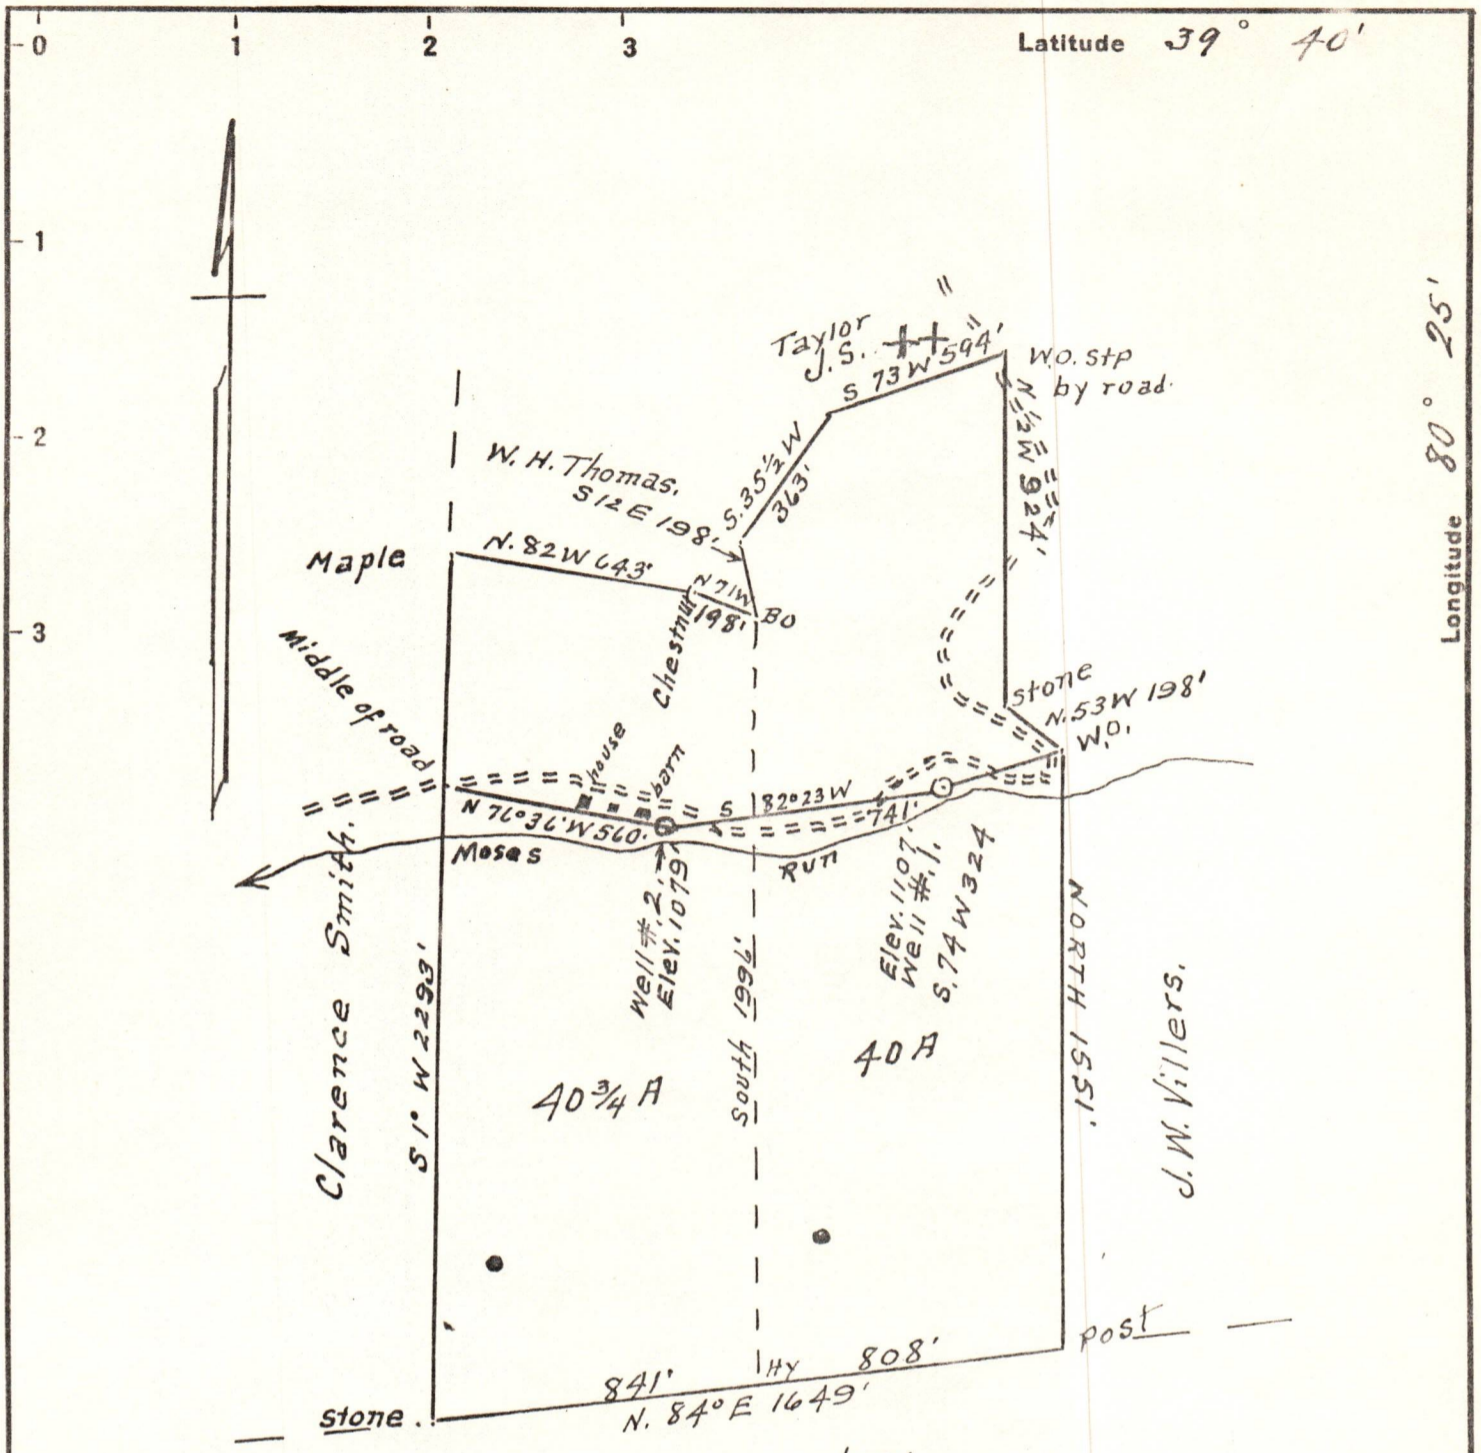 0
1
2
3
Latitude 39° 40'
1
2
3
Longitude 80° 25'
Taylor
J.S.
S 73 W 594'
W.O. Stp
by road.
N. ½ W 924'
W. H. Thomas.
S 12 E 198'.
S. 35½ W
363'
Maple
N. 82 W 643'
N 71 W
198'
BO
Chestnut
Middle of road
house
barn
stone
N. 53 W 198'
W.O.
N 76° 36' W 560.
S 82° 23 W
741'
Moses Run
Well #. 2.
Elev. 1079'
Elev. 1107.
Well #. 1.
S. 74 W 324
Clarence Smith.
S 1° W 2293'
South 1996'
NORTH 1551'.
J. W. Villers.
40 ¾ A
40 A
841'
Hy
808'
post
stone.
N. 84° E 1649'